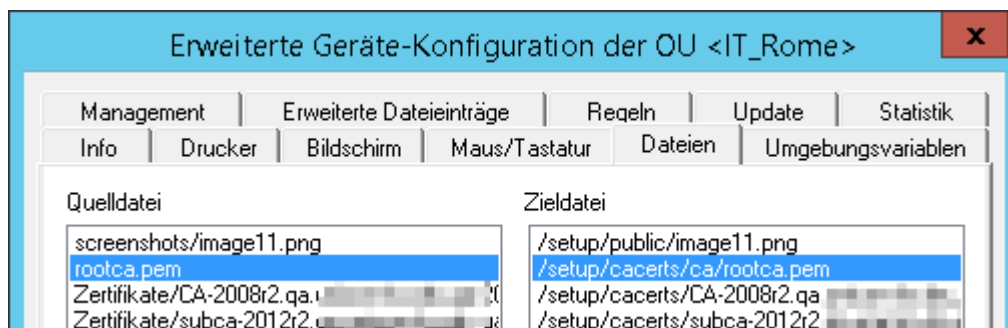 Erweiterte Geräte-Konfiguration der OU <IT_Rome>
x
Management Erweiterte Dateieinträge Regeln Update Statistik
Info Drucker Bildschirm Maus/Tastatur Dateien Umgebungsvariablen
Quelldatei Zieldatei
screenshots/image11.png /setup/public/image11.png
rootca.pem /setup/cacerts/ca/rootca.pem
Zertifikate/CA-2008r2.qa. /setup/cacerts/CA-2008r2.qa
Zertifikate/subca-2012r2. /setup/cacerts/subca-2012r2